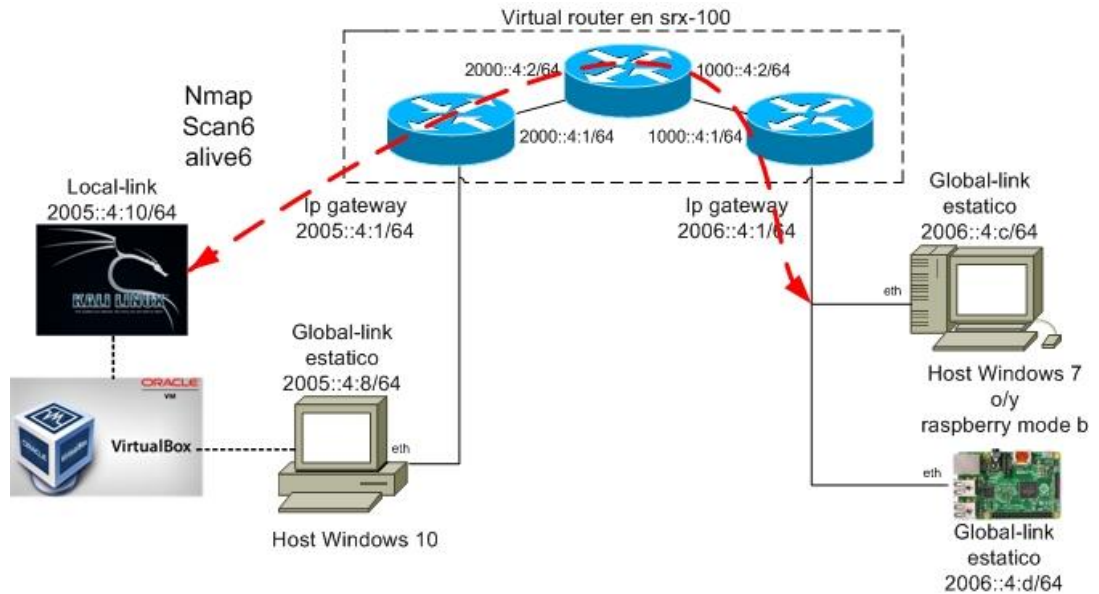 Virtual router en srx-100
2000::4:2/64
1000::4:2/64
2000::4:1/64
1000::4:1/64
Nmap
Scan6
alive6
Local-link
2005::4:10/64
KALI LINUX
Ip gateway
2005::4:1/64
Ip gateway
2006::4:1/64
Global-link
estatico
2006::4:c/64
eth
Host Windows 7
o/y
raspberry mode b
eth
Global-link
estatico
2006::4:d/64
Global-link
estatico
2005::4:8/64
eth
Host Windows 10
ORACLE
VM
VirtualBox